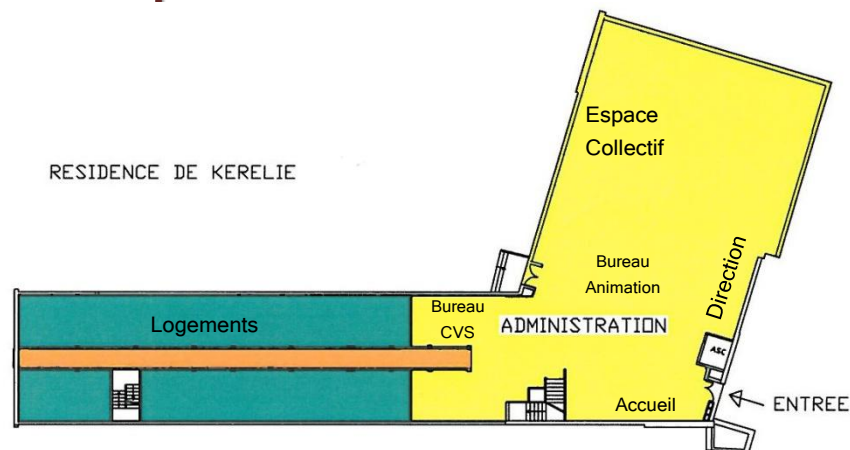 Espace
Collectif
RESIDENCE DE KERELIE
Bureau
Animation
Direction
Logements
Bureau
CVS
ADMINISTRATION
ASC
Accueil
ENTREE